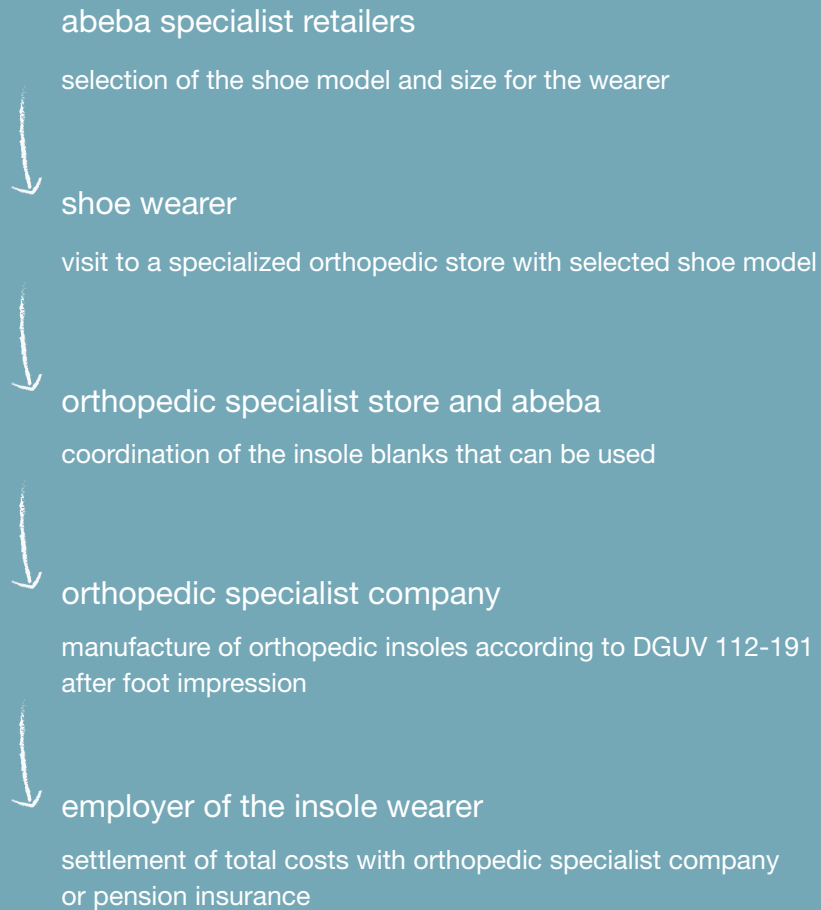 abeba specialist retailers
selection of the shoe model and size for the wearer
shoe wearer
visit to a specialized orthopedic store with selected shoe model
orthopedic specialist store and abeba
coordination of the insole blanks that can be used
orthopedic specialist company
manufacture of orthopedic insoles according to DGUV 112-191
after foot impression
employer of the insole wearer
settlement of total costs with orthopedic specialist company
or pension insurance